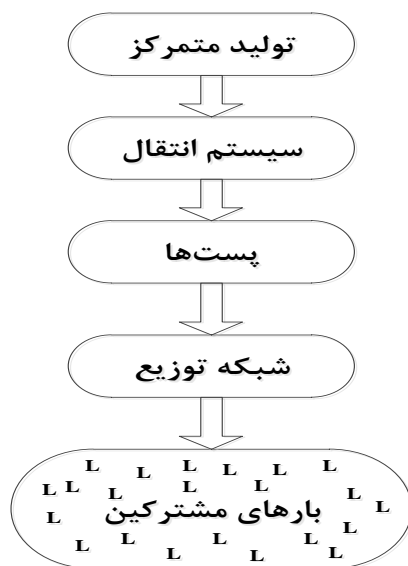 تولید متمرکز
سیستم انتقال
پست‌ها
شبکه توزیع
L L L L L L
L L L L L L
L بارهای مشترکین L
L L
L L L L L L L